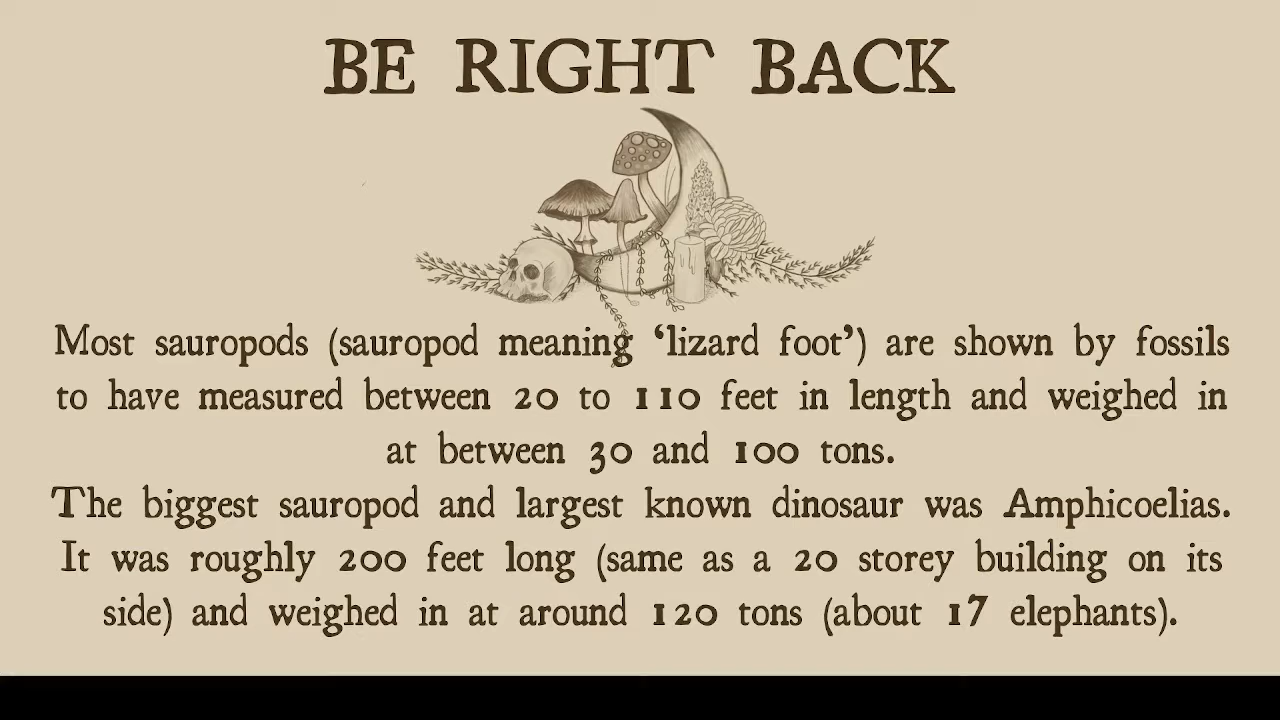 BE RIGHT BACK
Most sauropods (sauropod meaning ‘lizard foot’) are shown by fossils
to have measured between 20 to 110 feet in length and weighed in
at between 30 and 100 tons.
The biggest sauropod and largest known dinosaur was Amphicoelias.
It was roughly 200 feet long (same as a 20 storey building on its
side) and weighed in at around 120 tons (about 17 elephants).